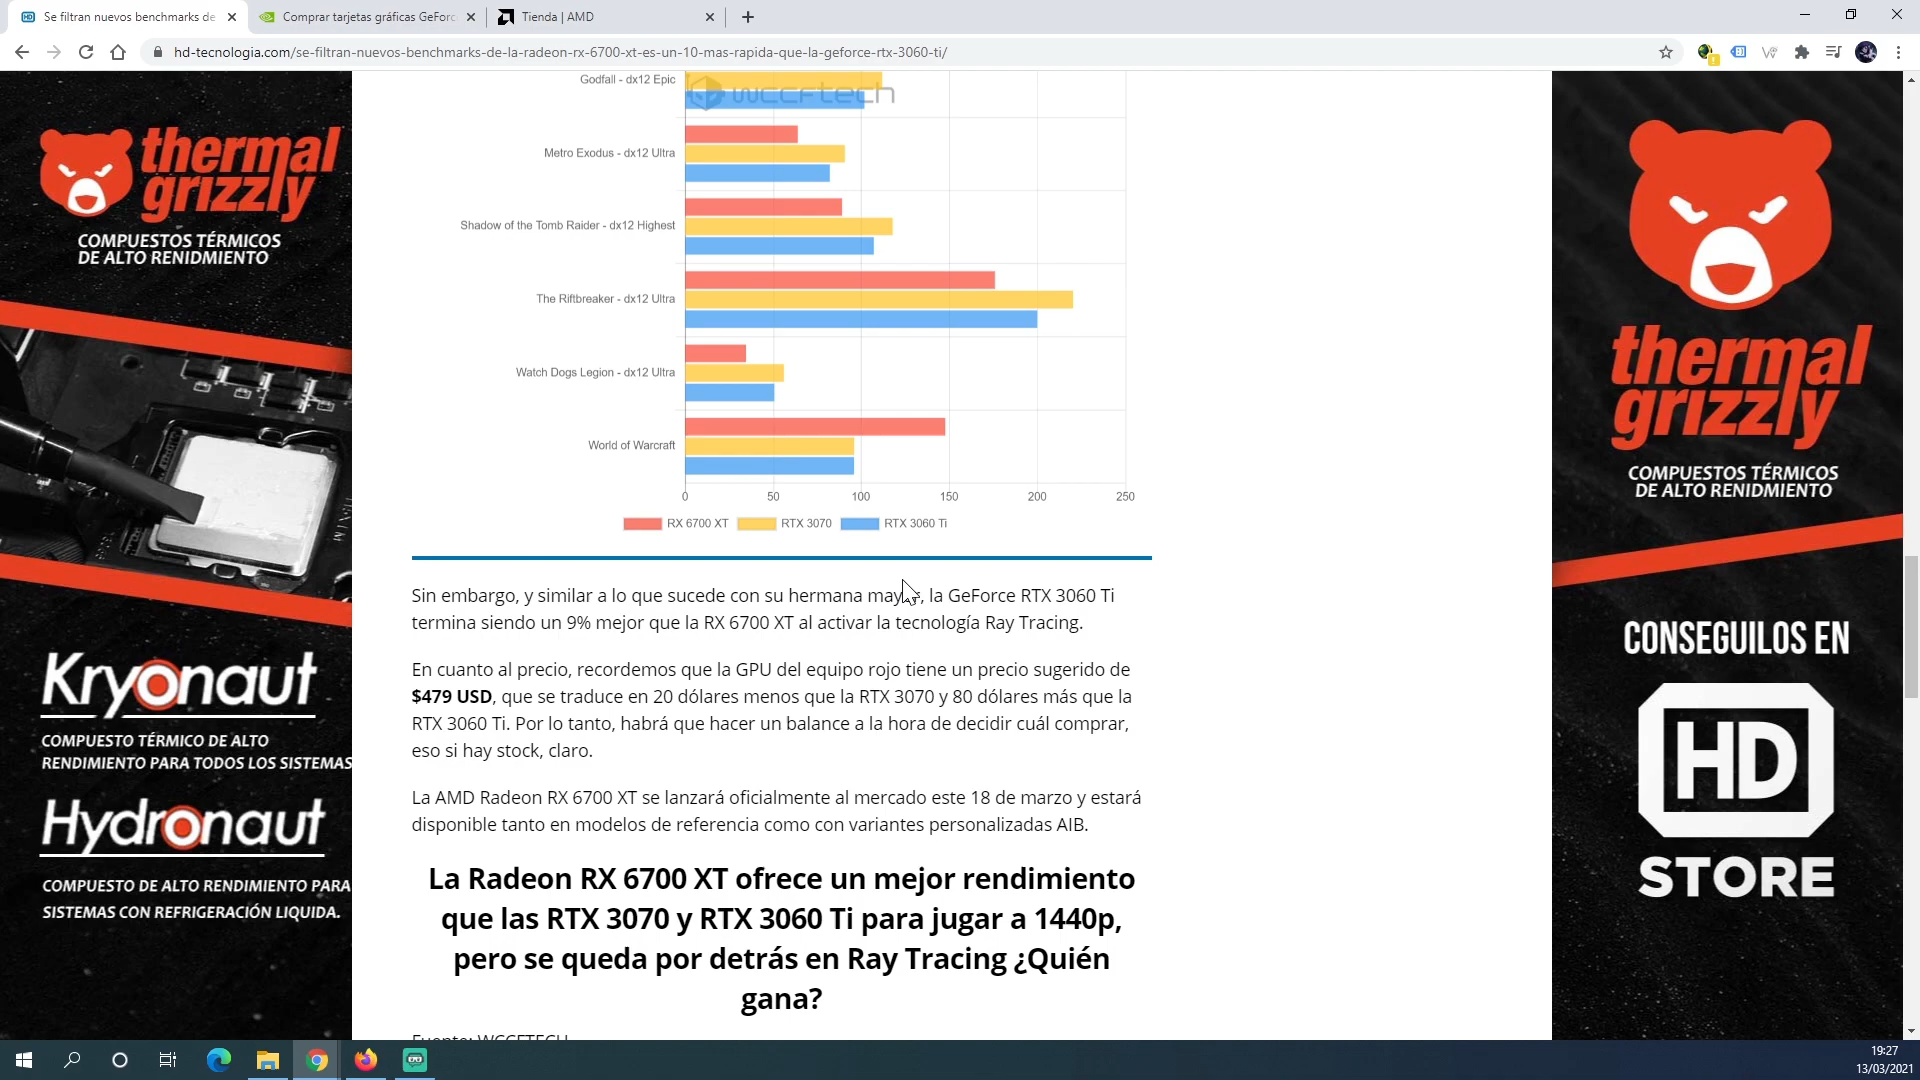 Se filtran nuevos benchmarks de
Comprar tarjetas gráficas GeForc
Tienda | AMD
hd-tecnologia.com/se-filtran-nuevos-benchmarks-de-la-radeon-rx-6700-xt-es-un-10-mas-rapida-que-la-geforce-rtx-3060-ti/
thermal
grizzly
COMPUESTOS TÉRMICOS
DE ALTO RENIDMIENTO
Kryonaut
COMPUESTO TÉRMICO DE ALTO
RENDIMIENTO PARA TODOS LOS SISTEMAS
Hydronaut
COMPUESTO DE ALTO RENDIMIENTO PARA
SISTEMAS CON REFRIGERACIÓN LIQUIDA.
Godfall - dx12 Epic
wccftech
Metro Exodus - dx12 Ultra
Shadow of the Tomb Raider - dx12 Highest
The Riftbreaker - dx12 Ultra
Watch Dogs Legion - dx12 Ultra
World of Warcraft
0 50 100 150 200 250
RX 6700 XT RTX 3070 RTX 3060 Ti
Sin embargo, y similar a lo que sucede con su hermana la GeForce RTX 3060 Ti
termina siendo un 9% mejor que la RX 6700 XT al activar la tecnología Ray Tracing.
En cuanto al precio, recordemos que la GPU del equipo rojo tiene un precio sugerido de
$479 USD, que se traduce en 20 dólares menos que la RTX 3070 y 80 dólares más que la
RTX 3060 Ti. Por lo tanto, habrá que hacer un balance a la hora de decidir cuál comprar,
eso si hay stock, claro.
La AMD Radeon RX 6700 XT se lanzará oficialmente al mercado este 18 de marzo y estará
disponible tanto en modelos de referencia como con variantes personalizadas AIB.
La Radeon RX 6700 XT ofrece un mejor rendimiento
que las RTX 3070 y RTX 3060 Ti para jugar a 1440p,
pero se queda por detrás en Ray Tracing ¿Quién
gana?
Fuente: WCCFTECH
thermal
grizzly
COMPUESTOS TÉRMICOS
DE ALTO RENIDMIENTO
CONSEGUILOS EN
HD
STORE
19:27
13/03/2021